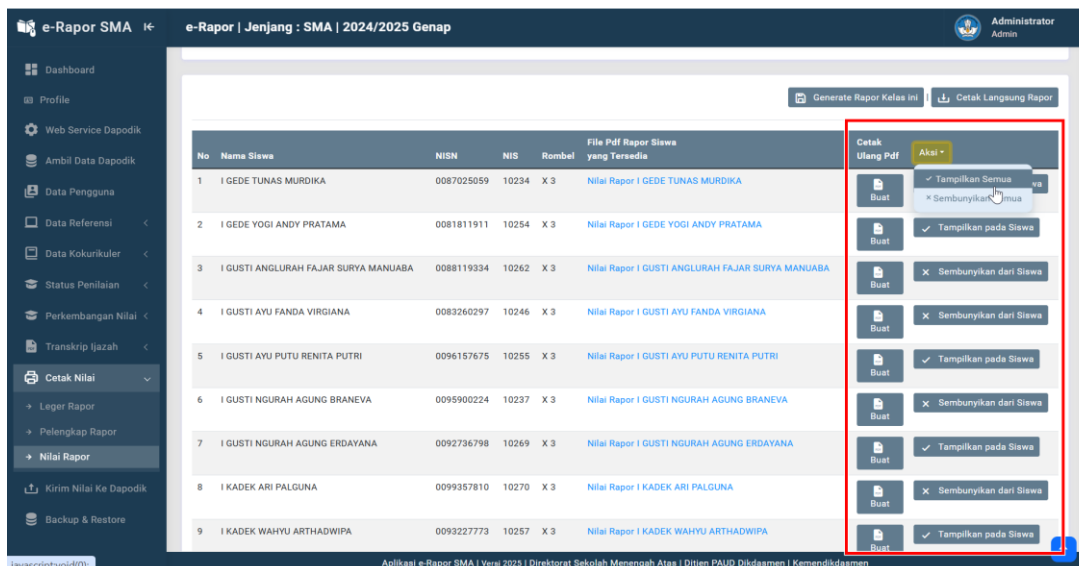 e-Rapor SMA
e-Rapor | Jenjang : SMA | 2024/2025 Genap
Administrator
Admin
Dashboard
Profile
Web Service Dapodik
Ambil Data Dapodik
Data Pengguna
Data Referensi
Data Kokurikuler
Status Penilaian
Perkembangan Nilai
Transkrip Ijazah
Cetak Nilai
Leger Rapor
Pelengkap Rapor
Nilai Rapor
Kirim Nilai Ke Dapodik
Backup & Restore
Generate Rapor Kelas ini | Cetak Langsung Rapor
No Nama Siswa NISN NIS Rombel File Pdf Rapor Siswa yang Tersedia Cetak Ulang Pdf Aksi
Tampilkan Semua
Sembunyikan
1 I GEDE TUNAS MURDIKA 0087025059 10234 X 3 Nilai Rapor I GEDE TUNAS MURDIKA Buat
2 I GEDE YOGI ANDY PRATAMA 0081811911 10254 X 3 Nilai Rapor I GEDE YOGI ANDY PRATAMA Buat Tampilkan pada Siswa
3 I GUSTI ANGLURAH FAJAR SURYA MANUABA 0088119334 10262 X 3 Nilai Rapor I GUSTI ANGLURAH FAJAR SURYA MANUABA Buat Sembunyikan dari Siswa
4 I GUSTI AYU FANDA VIRGIANA 0083260297 10246 X 3 Nilai Rapor I GUSTI AYU FANDA VIRGIANA Buat Sembunyikan dari Siswa
5 I GUSTI AYU PUTU RENITA PUTRI 0096157675 10255 X 3 Nilai Rapor I GUSTI AYU PUTU RENITA PUTRI Buat Tampilkan pada Siswa
6 I GUSTI NGURAH AGUNG BRANEVA 0095900224 10237 X 3 Nilai Rapor I GUSTI NGURAH AGUNG BRANEVA Buat Sembunyikan dari Siswa
7 I GUSTI NGURAH AGUNG ERDAYANA 0092736798 10269 X 3 Nilai Rapor I GUSTI NGURAH AGUNG ERDAYANA Buat Tampilkan pada Siswa
8 I KADEK ARI PALGUNA 0099357810 10270 X 3 Nilai Rapor I KADEK ARI PALGUNA Buat Sembunyikan dari Siswa
9 I KADEK WAHYU ARTHADWIPA 0093227773 10257 X 3 Nilai Rapor I KADEK WAHYU ARTHADWIPA Buat Tampilkan pada Siswa
Aplikasi e-Rapor SMA | Versi 2025 | Direktorat Sekolah Menengah Atas | Ditjen PAUD Dikdasmen | Kemendikdasmen